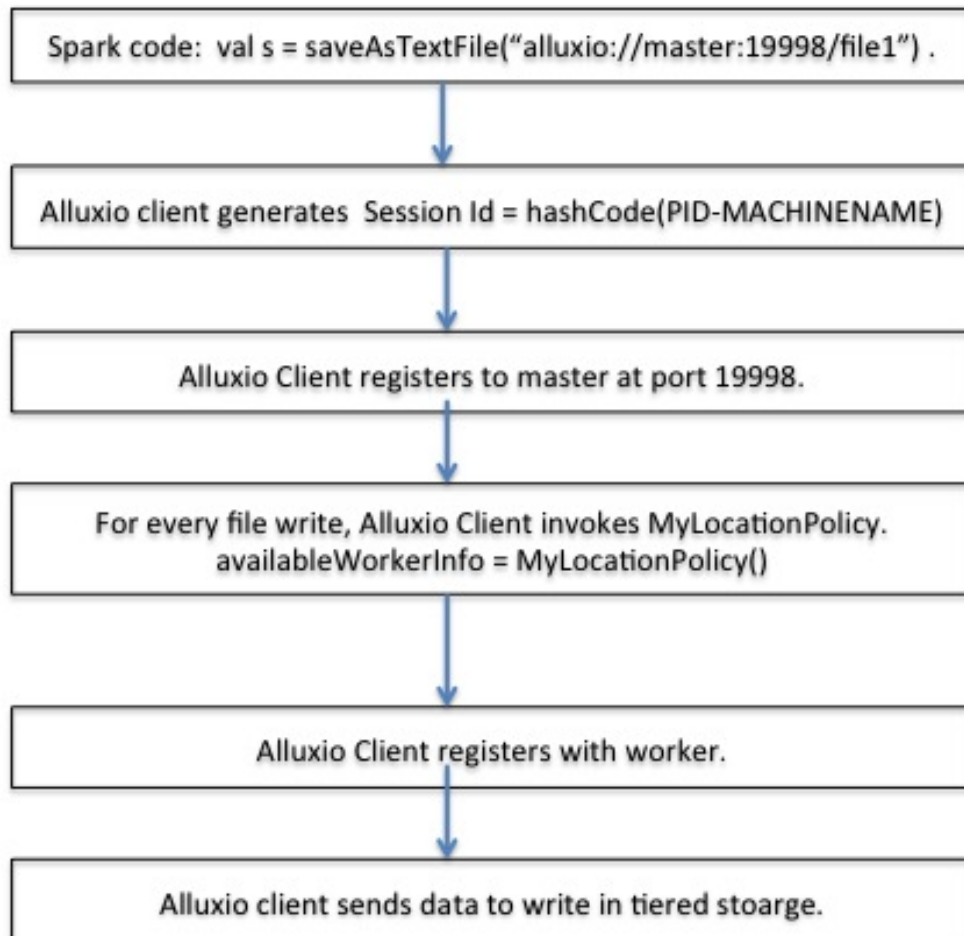 Spark code:  val s = saveAsTextFile(“alluxio://master:19998/file1”) .
Alluxio client generates  Session Id = hashCode(PID-MACHINENAME)
Alluxio Client registers to master at port 19998.
For every file write, Alluxio Client invokes MyLocationPolicy.
availableWorkerInfo = MyLocationPolicy()
Alluxio Client registers with worker.
Alluxio client sends data to write in tiered stoarge.